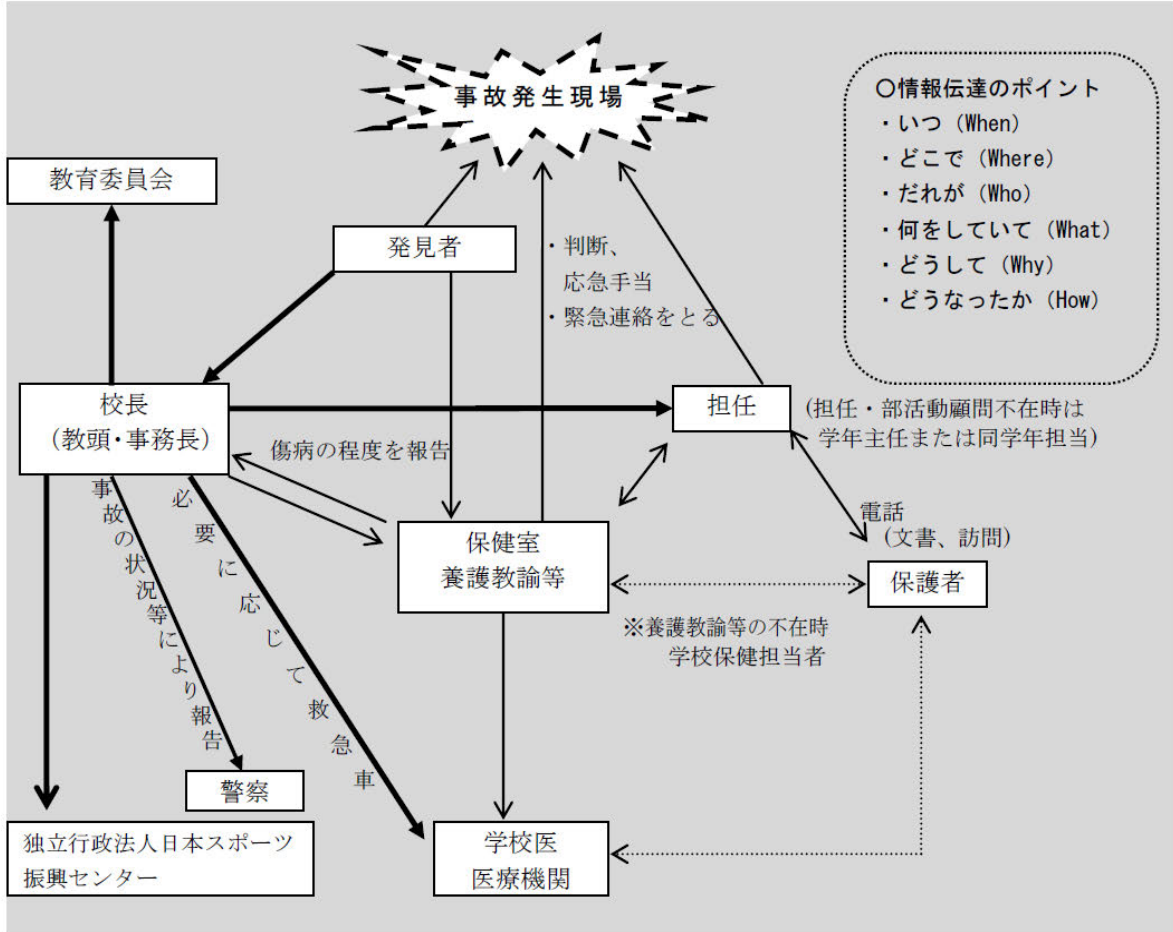 事故発生現場
〇情報伝達のポイント
・いつ（When）
・どこで（Where）
・だれが（Who）
・何をしていて（What）
・どうして（Why）
・どうなったか（How）
教育委員会
発見者
・判断、
応急手当
・緊急連絡をとる
校長
（教頭・事務長）
担任
(担任・部活動顧問不在時は
学年主任または同学年担当)
傷病の程度を報告
保健室
養護教諭等
電話
(文書、訪問)
保護者
※養護教諭等の不在時
学校保健担当者
事故の状況等により報告
必要に応じて救急車
警察
独立行政法人日本スポーツ
振興センター
学校医
医療機関